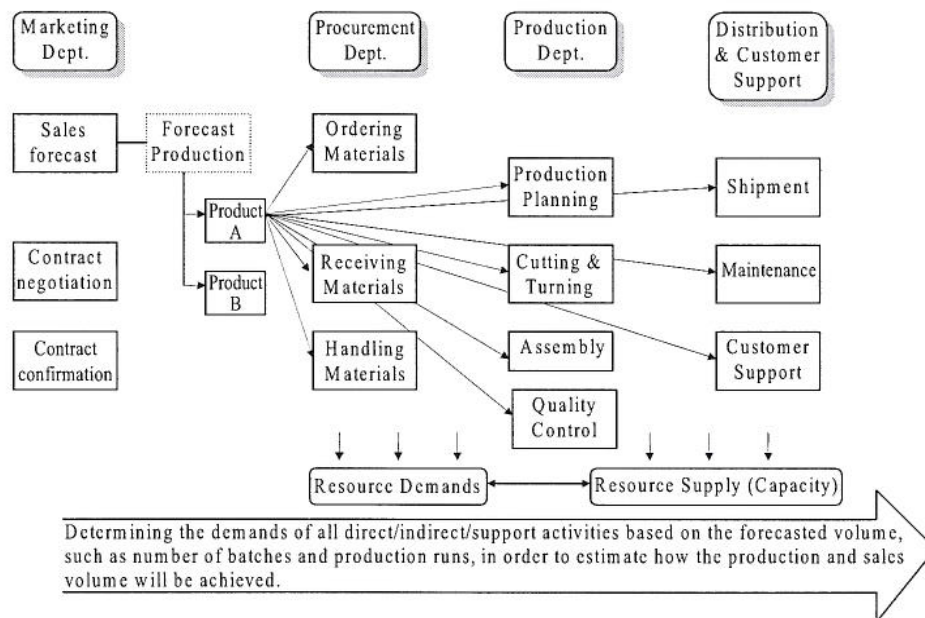 Marketing
Dept.
Procurement
Dept.
Production
Dept.
Distribution
& Customer
Support
Sales
forecast
Forecast
Production
Ordering
Materials
Production
Planning
Shipment
Product
A
Contract
negotiation
Product
B
Receiving
Materials
Cutting &
Turning
Maintenance
Contract
confirmation
Handling
Materials
Assembly
Customer
Support
Quality
Control
Resource Demands
Resource Supply (Capacity)
Determining the demands of all direct/indirect/support activities based on the forecasted volume,
such as number of batches and production runs, in order to estimate how the production and sales
volume will be achieved.